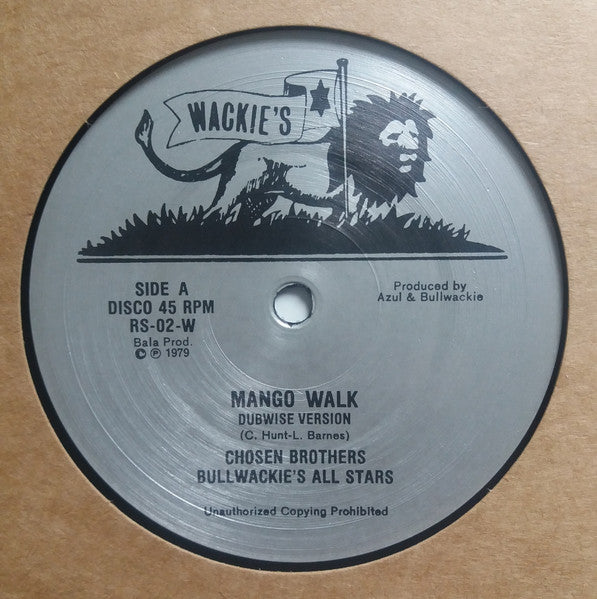 WACKIE'S
SIDE A
DISCO 45 RPM
RS-02-W
Bala Prod.
© ℗ 1979
Produced by
Azul & Bullwackie
MANGO WALK
DUBWISE VERSION
(C. Hunt-L. Barnes)
CHOSEN BROTHERS
BULLWACKIE'S ALL STARS
Unauthorized Copying Prohibited